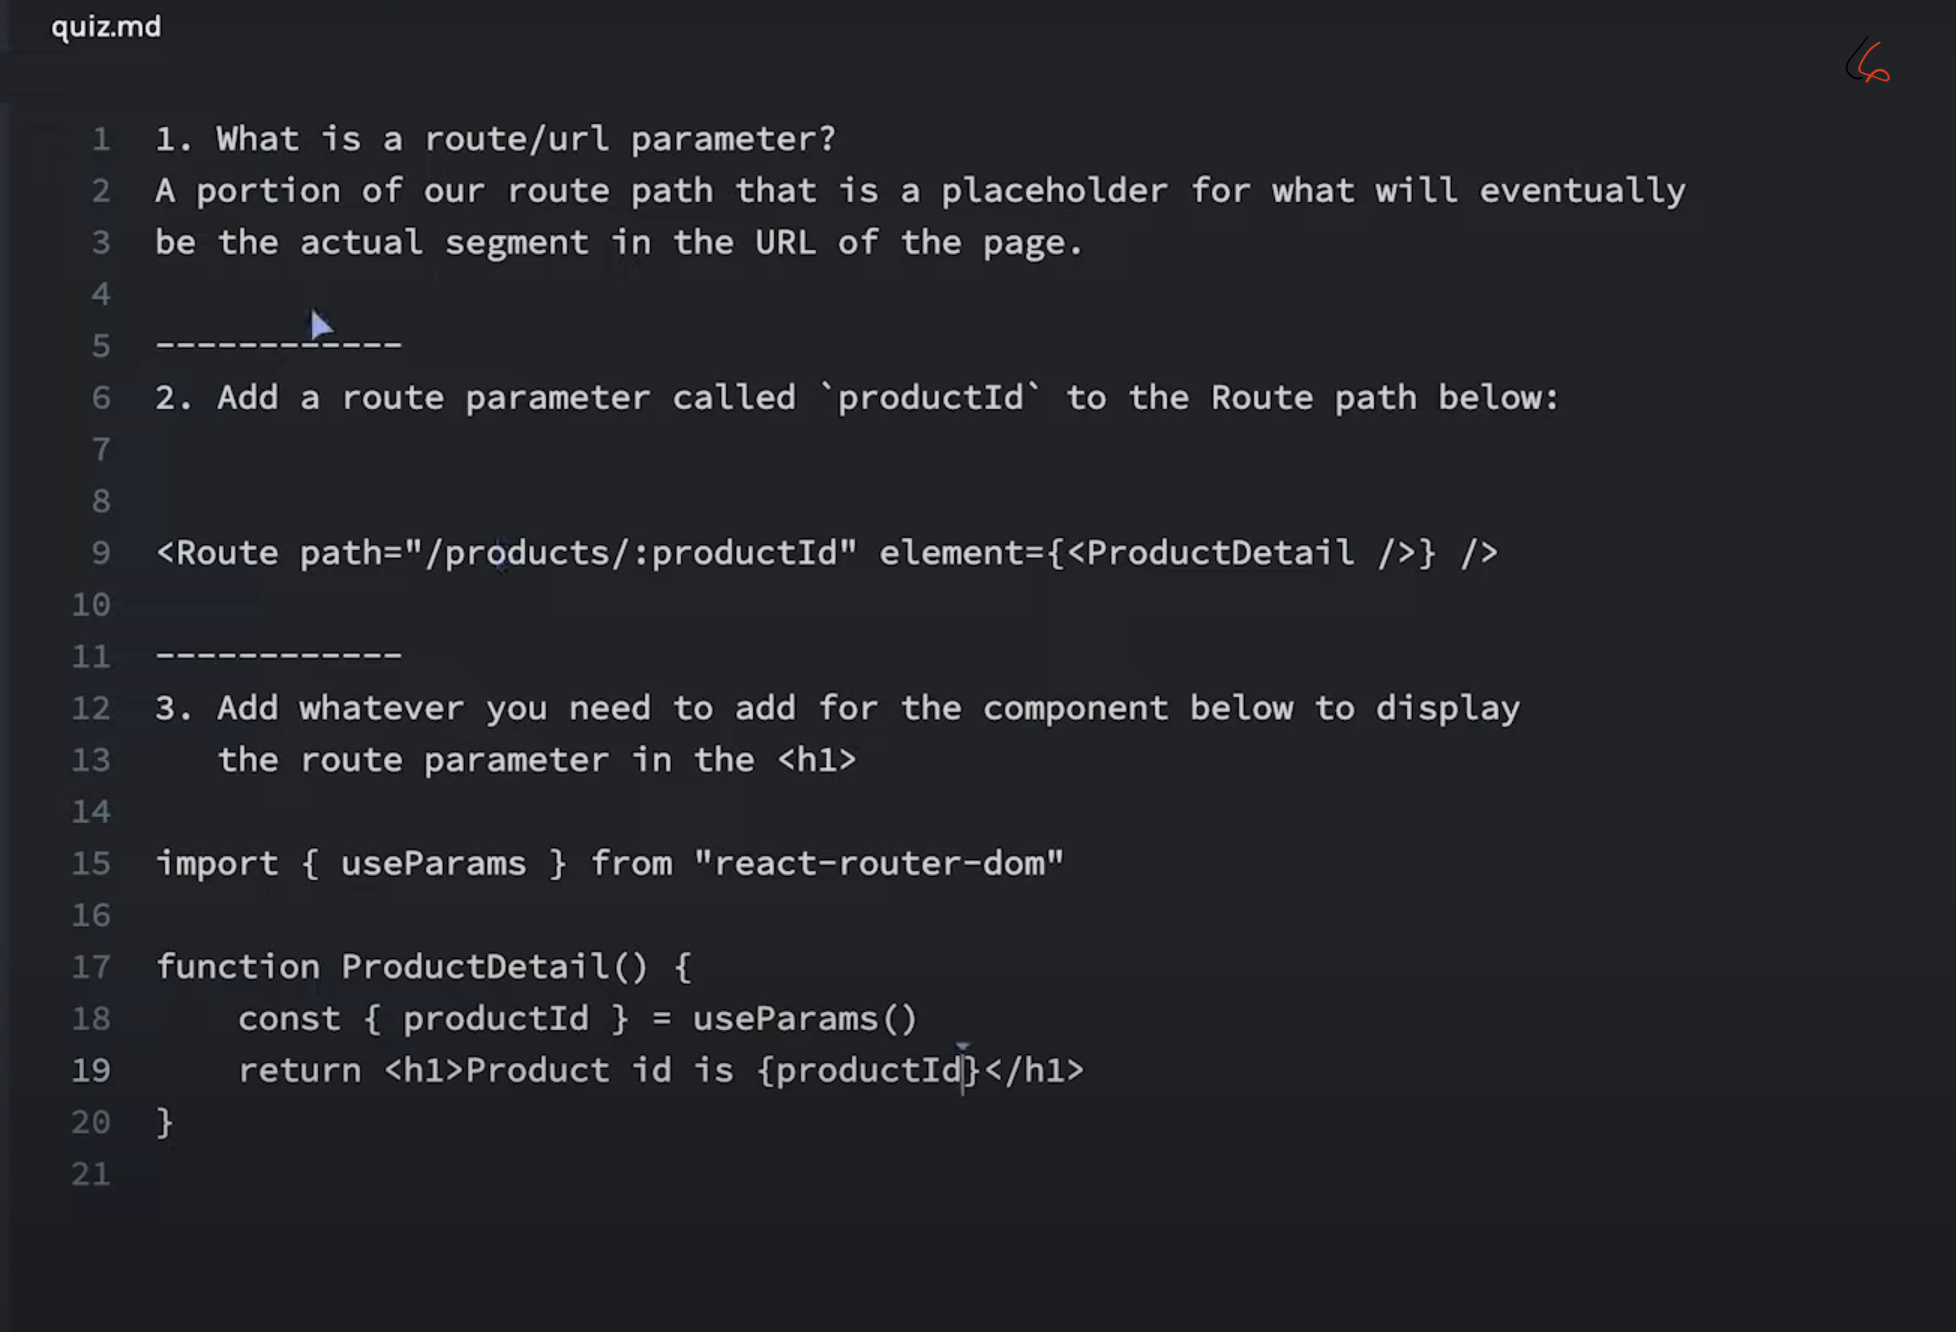 quiz.md
1 1. What is a route/url parameter?
2 A portion of our route path that is a placeholder for what will eventually
3 be the actual segment in the URL of the page.
4
5 ------------
6 2. Add a route parameter called `productId` to the Route path below:
7
8
9 <Route path="/products/:productId" element={<ProductDetail />} />
10
11 ------------
12 3. Add whatever you need to add for the component below to display
13    the route parameter in the <h1>
14
15 import { useParams } from "react-router-dom"
16
17 function ProductDetail() {
18     const { productId } = useParams()
19     return <h1>Product id is {productId}</h1>
20 }
21